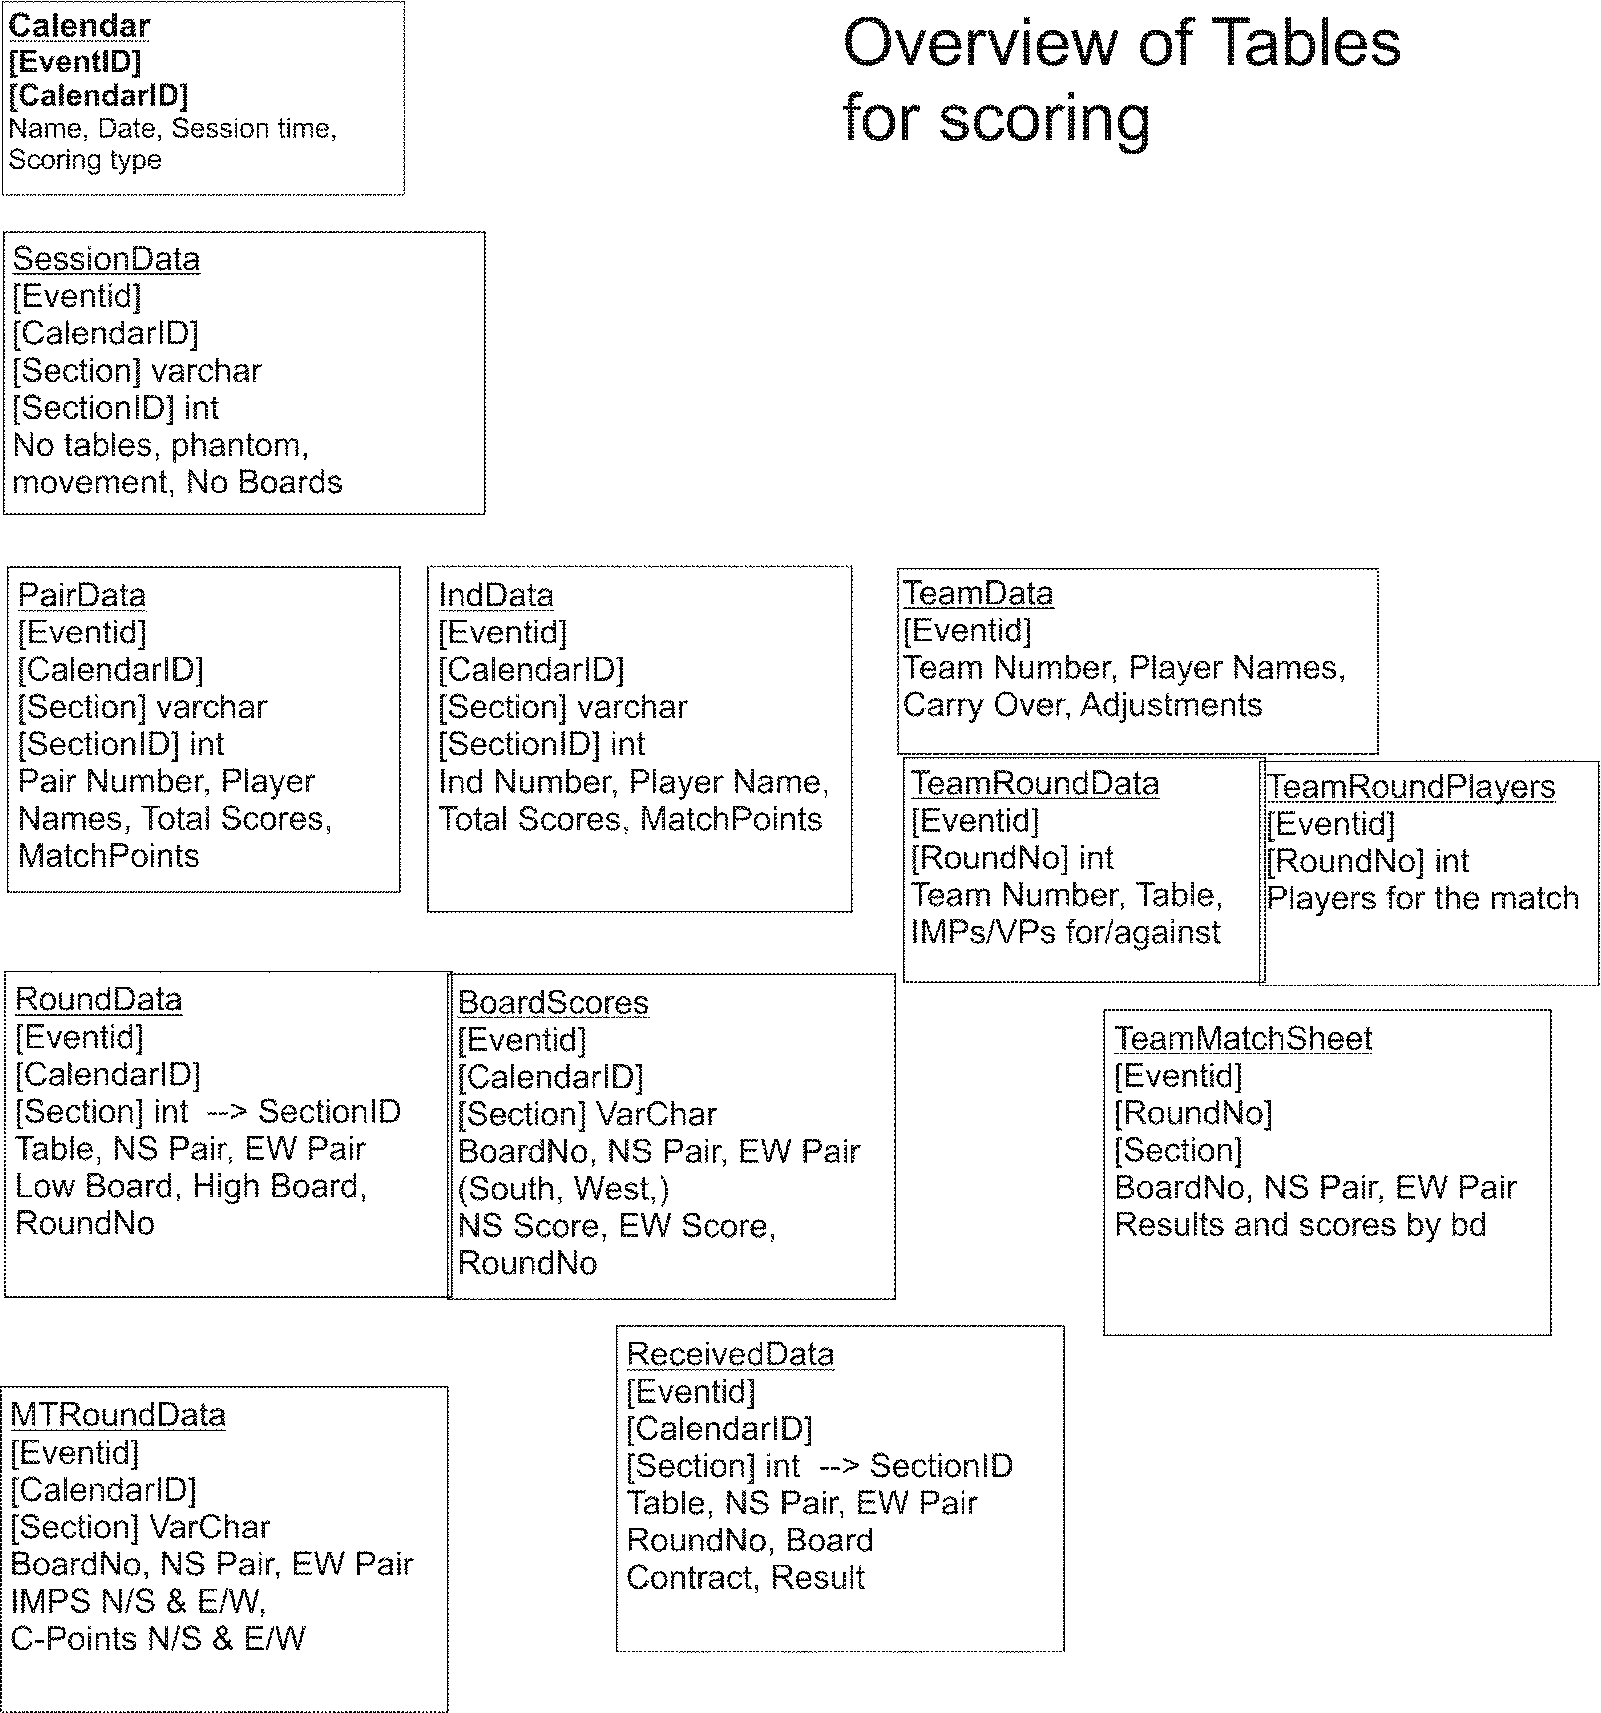 Calendar
[EventID]
[CalendarID]
Name, Date, Session time,
Scoring type
Overview of Tables
for scoring
SessionData
[Eventid]
[CalendarID]
[Section] varchar
[SectionID] int
No tables, phantom,
movement, No Boards
PairData
[Eventid]
[CalendarID]
[Section] varchar
[SectionID] int
Pair Number, Player
Names, Total Scores,
MatchPoints
IndData
[Eventid]
[CalendarID]
[Section] varchar
[SectionID] int
Ind Number, Player Name,
Total Scores, MatchPoints
TeamData
[Eventid]
Team Number, Player Names,
Carry Over, Adjustments
TeamRoundData
[Eventid]
[RoundNo] int
Team Number, Table,
IMPs/VPs for/against
TeamRoundPlayers
[Eventid]
[RoundNo] int
Players for the match
RoundData
[Eventid]
[CalendarID]
[Section] int --> SectionID
Table, NS Pair, EW Pair
Low Board, High Board,
RoundNo
BoardScores
[Eventid]
[CalendarID]
[Section] VarChar
BoardNo, NS Pair, EW Pair
(South, West,)
NS Score, EW Score,
RoundNo
TeamMatchSheet
[Eventid]
[RoundNo]
[Section]
BoardNo, NS Pair, EW Pair
Results and scores by bd
MTRoundData
[Eventid]
[CalendarID]
[Section] VarChar
BoardNo, NS Pair, EW Pair
IMPS N/S & E/W,
C-Points N/S & E/W
ReceivedData
[Eventid]
[CalendarID]
[Section] int --> SectionID
Table, NS Pair, EW Pair
RoundNo, Board
Contract, Result